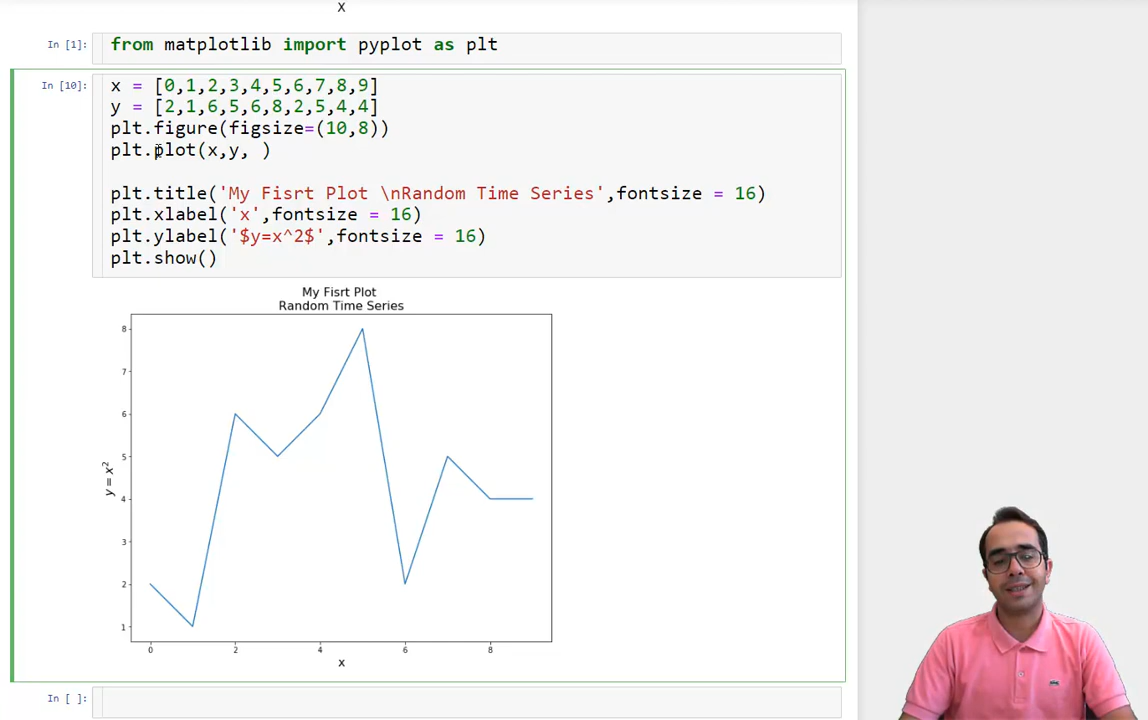 x
In [1]: from matplotlib import pyplot as plt
In [10]: x = [0,1,2,3,4,5,6,7,8,9]
y = [2,1,6,5,6,8,2,5,4,4]
plt.figure(figsize=(10,8))
plt.plot(x,y, )
plt.title('My Fisrt Plot \nRandom Time Series',fontsize = 16)
plt.xlabel('x',fontsize = 16)
plt.ylabel('$y=x^2$',fontsize = 16)
plt.show()
My Fisrt Plot
Random Time Series
8
7
6
5
4
3
2
1
y = x²
0 2 4 6 8
x
In [ ]: